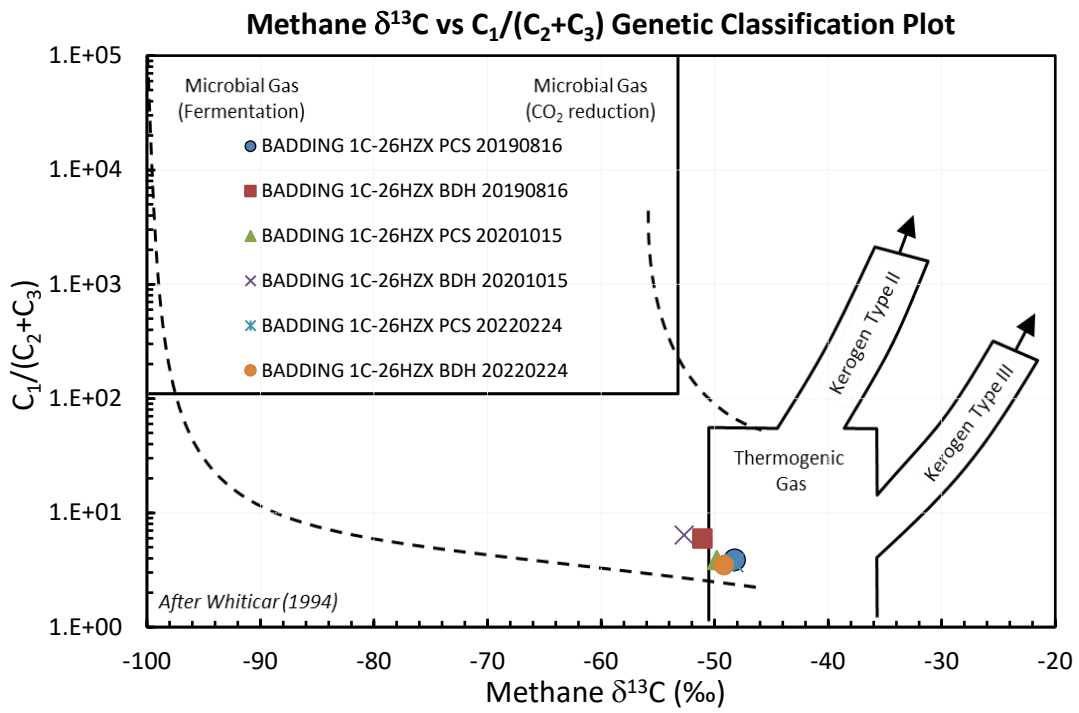 Methane δ¹³C vs C₁/(C₂+C₃) Genetic Classification Plot
1.E+05
1.E+04
1.E+03
1.E+02
1.E+01
1.E+00
C₁/(C₂+C₃)
Microbial Gas
(Fermentation)
Microbial Gas
(CO₂ reduction)
BADDING 1C-26HZX PCS 20190816
BADDING 1C-26HZX BDH 20190816
BADDING 1C-26HZX PCS 20201015
BADDING 1C-26HZX BDH 20201015
BADDING 1C-26HZX PCS 20220224
BADDING 1C-26HZX BDH 20220224
Kerogen Type II
Kerogen Type III
Thermogenic
Gas
After Whiticar (1994)
-100 -90 -80 -70 -60 -50 -40 -30 -20
Methane δ¹³C (‰)